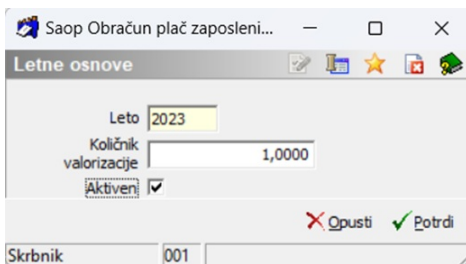 Saop Obračun plač zaposleni...
Letne osnove
Leto 2023
Količnik
valorizacije 1,0000
Aktiven
Opusti Potrdi
Skrbnik 001